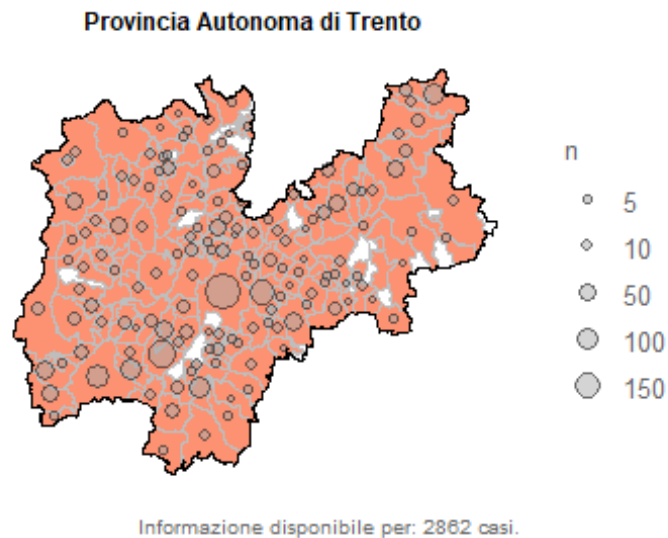 Provincia Autonoma di Trento
n
5
10
50
100
150
Informazione disponibile per: 2862 casi.